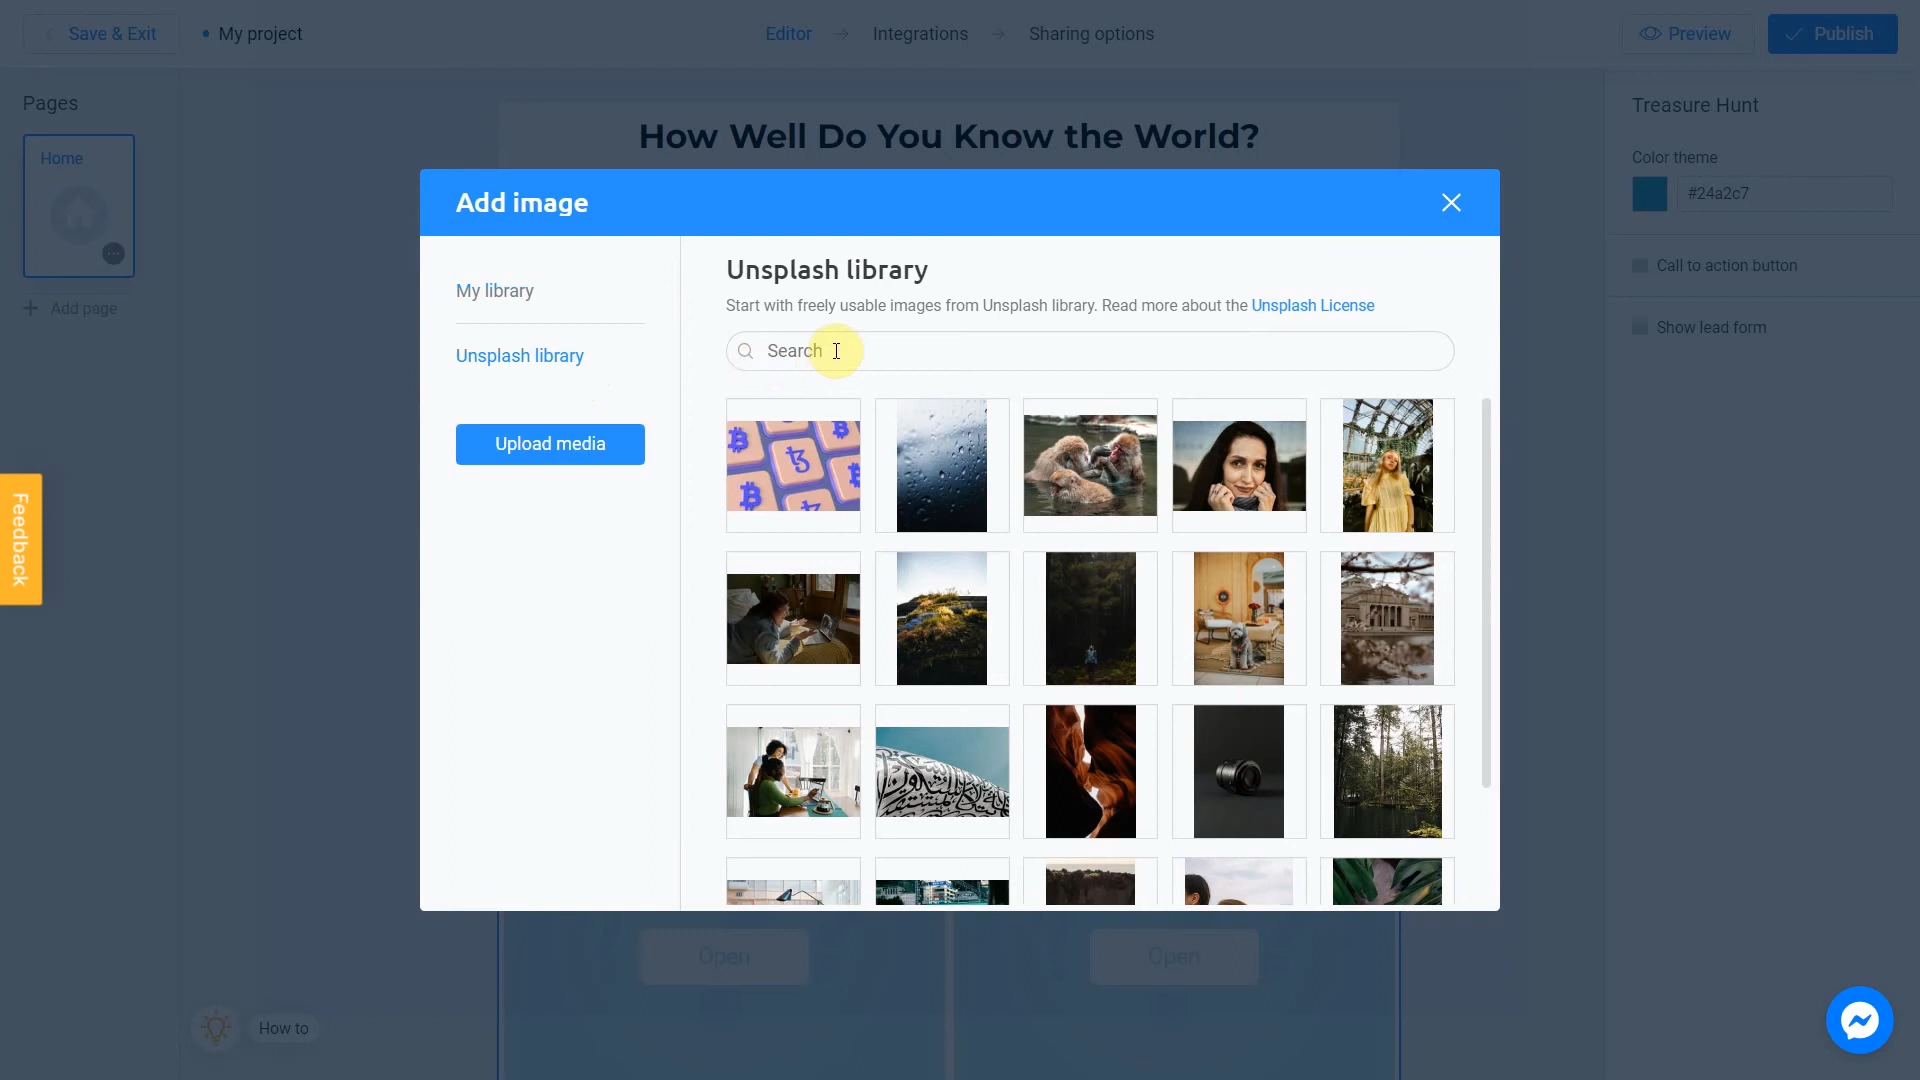 Save & Exit
My project
Editor
Integrations
Sharing options
Preview
Publish
Pages
Home
Add page
How Well Do You Know the World?
Treasure Hunt
Color theme
#24a2c7
Call to action button
Show lead form
Add image
My library
Unsplash library
Upload media
Unsplash library
Start with freely usable images from Unsplash library. Read more about the Unsplash License
Search
Feedback
Open
Open
How to